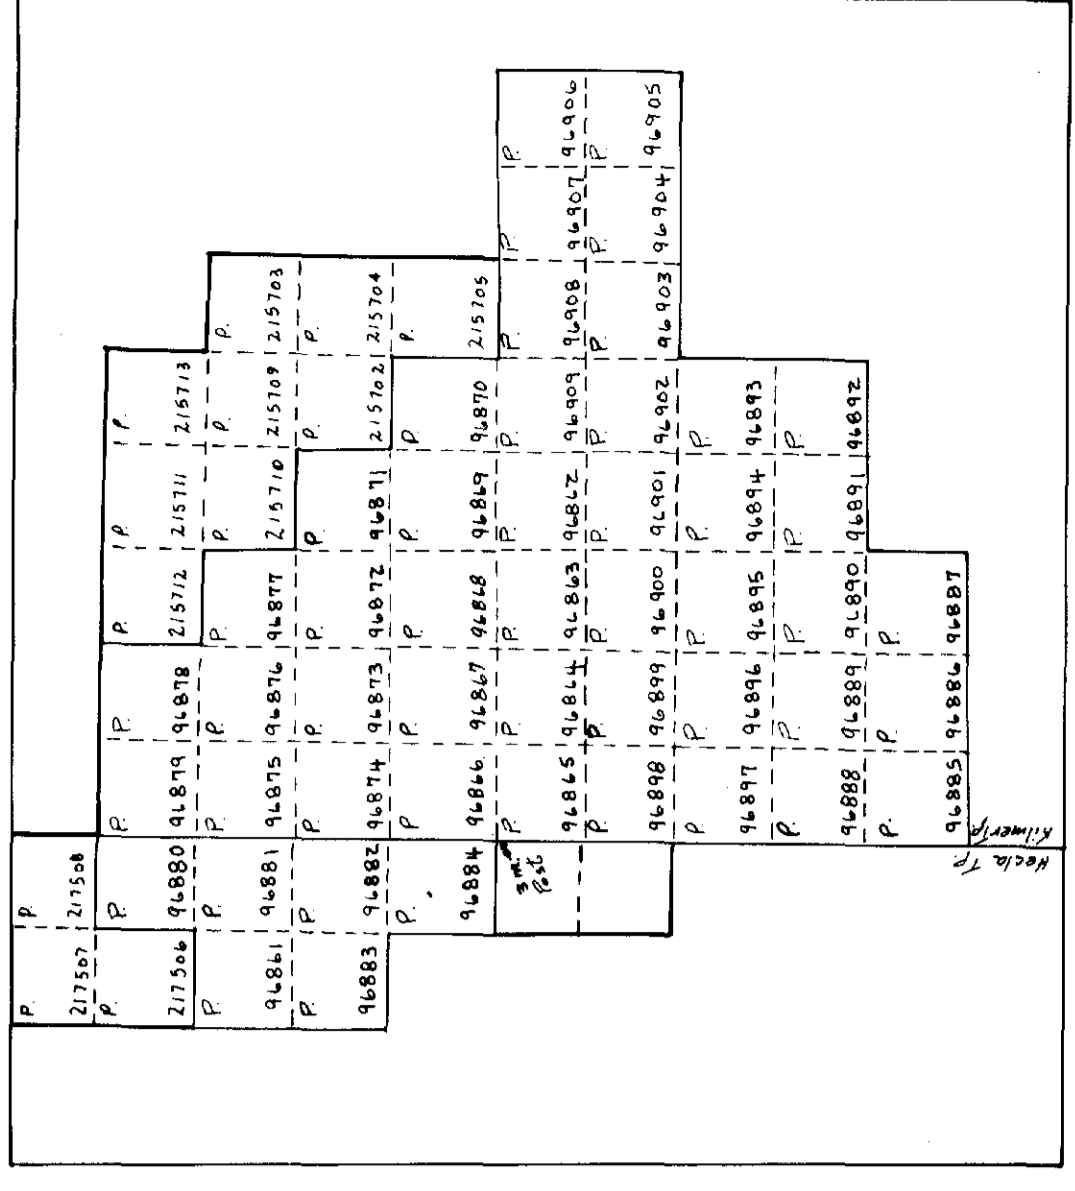 P. P.
217507 217508
P. P. P. P. P. P. P.
217506 96880 96879 96878 215712 215711 215713
P. P. P. P. P. P. P. P.
96861 96881 96875 96876 96877 215710 215709 215703
P. P. P. P. P. P. P. P.
96883 96882 96874 96873 96872 96871 215702 215704
P. P. P. P. P. P. P.
96884 96866 96867 96868 96869 96870 215705
3 m.
Post
P. P. P. P. P. P. P. P.
96865 96864 96863 96862 96909 96908 96907 96906
P. P. P. P. P. P. P. P.
96898 96899 96900 96901 96902 96903 96904 96905
P. P. P. P. P.
96897 96896 96895 96894 96893
P. P. P. P. P.
96888 96889 96890 96891 96892
P. P. P.
96885 96886 96887
Hecla Tp.
Kilmer Tp.